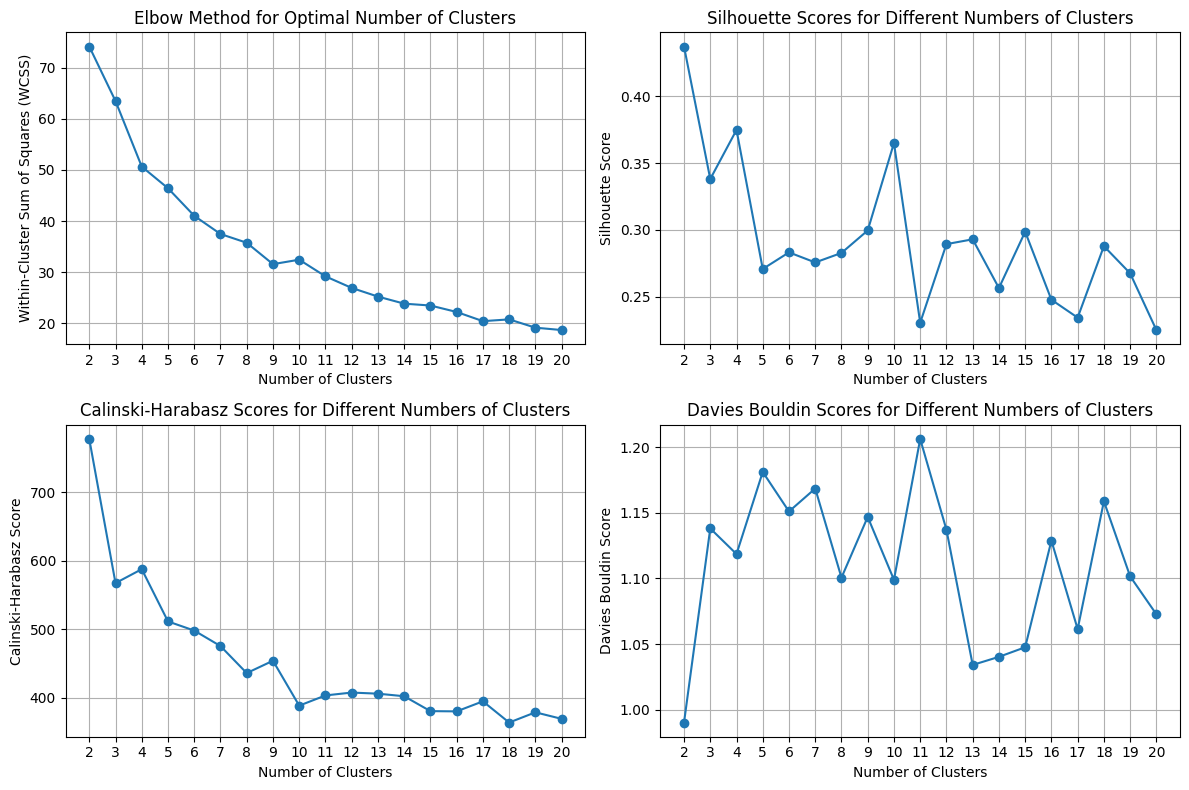 Elbow Method for Optimal Number of Clusters
Within-Cluster Sum of Squares (WCSS)
70
60
50
40
30
20
2 3 4 5 6 7 8 9 10 11 12 13 14 15 16 17 18 19 20
Number of Clusters
Silhouette Scores for Different Numbers of Clusters
Silhouette Score
0.40
0.35
0.30
0.25
2 3 4 5 6 7 8 9 10 11 12 13 14 15 16 17 18 19 20
Number of Clusters
Calinski-Harabasz Scores for Different Numbers of Clusters
Calinski-Harabasz Score
700
600
500
400
2 3 4 5 6 7 8 9 10 11 12 13 14 15 16 17 18 19 20
Number of Clusters
Davies Bouldin Scores for Different Numbers of Clusters
Davies Bouldin Score
1.20
1.15
1.10
1.05
1.00
2 3 4 5 6 7 8 9 10 11 12 13 14 15 16 17 18 19 20
Number of Clusters